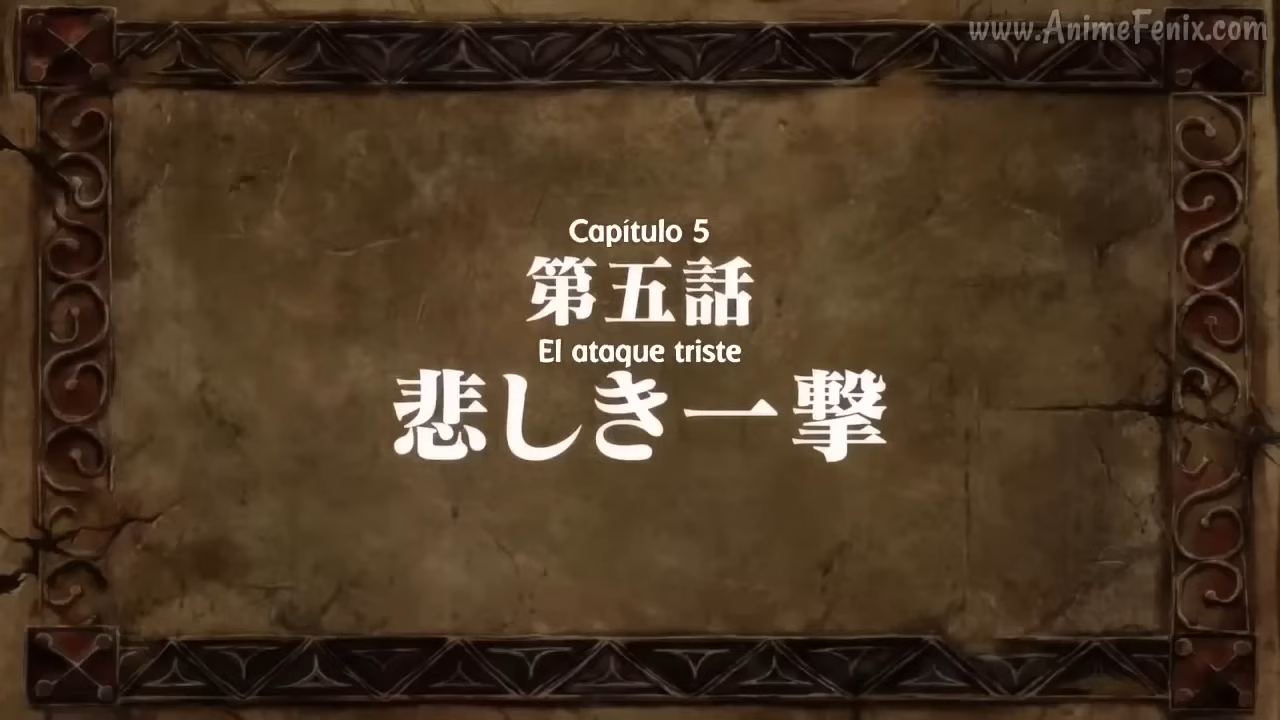 www.AnimeFenix.com
Capítulo 5
第五話
El ataque triste
悲しき一撃